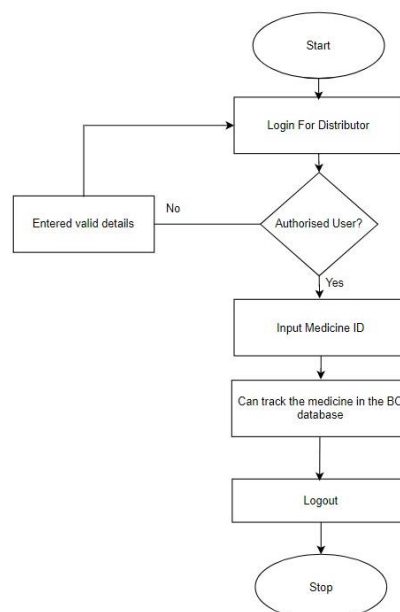 Start
Login For Distributor
Entered valid details
No
Authorised User?
Yes
Input Medicine ID
Can track the medicine in the BC
database
Logout
Stop